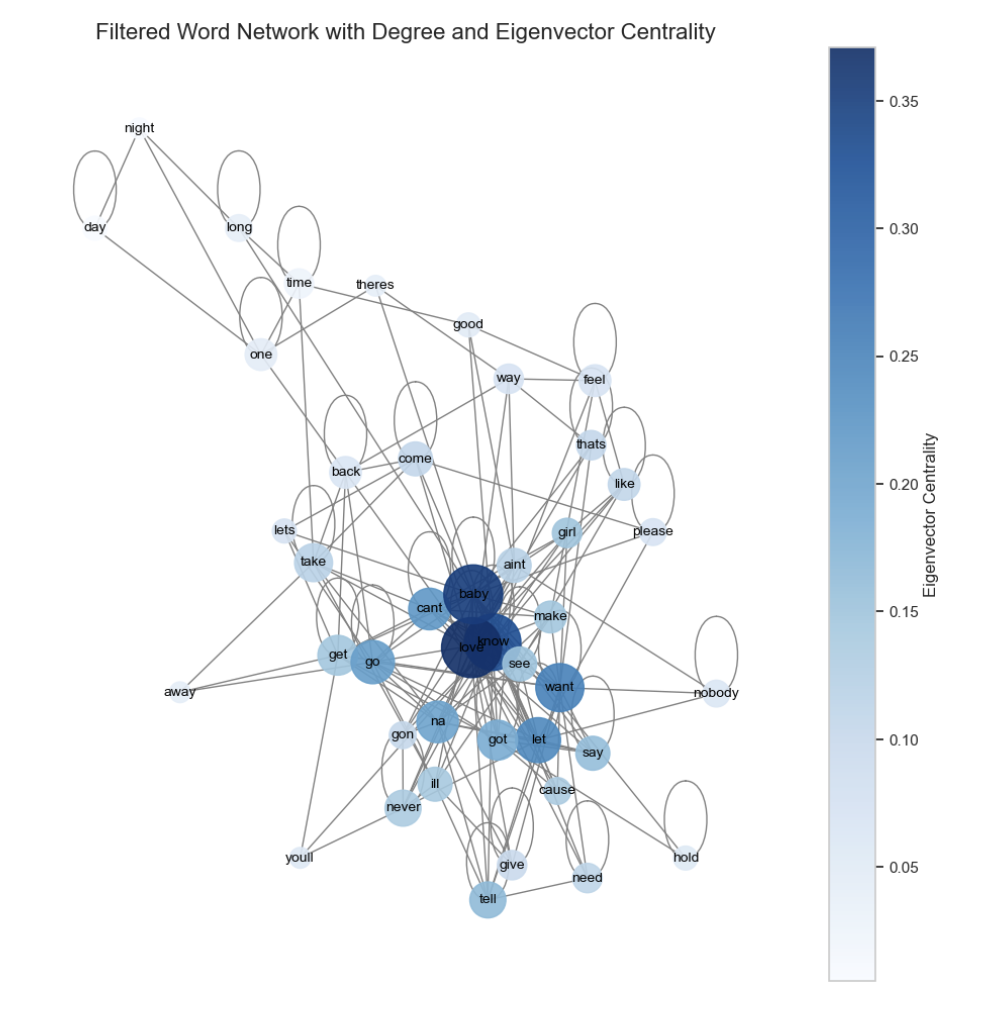 Filtered Word Network with Degree and Eigenvector Centrality
0.35
night
day
long
0.30
time
theres
good
one
0.25
way
feel
thats
back
come
like
0.20
Eigenvector Centrality
lets
girl
please
take
aint
baby
cant
make
0.15
know
love
get
go
see
want
away
nobody
na
gon
got
let
0.10
say
ill
cause
never
youll
give
hold
0.05
need
tell